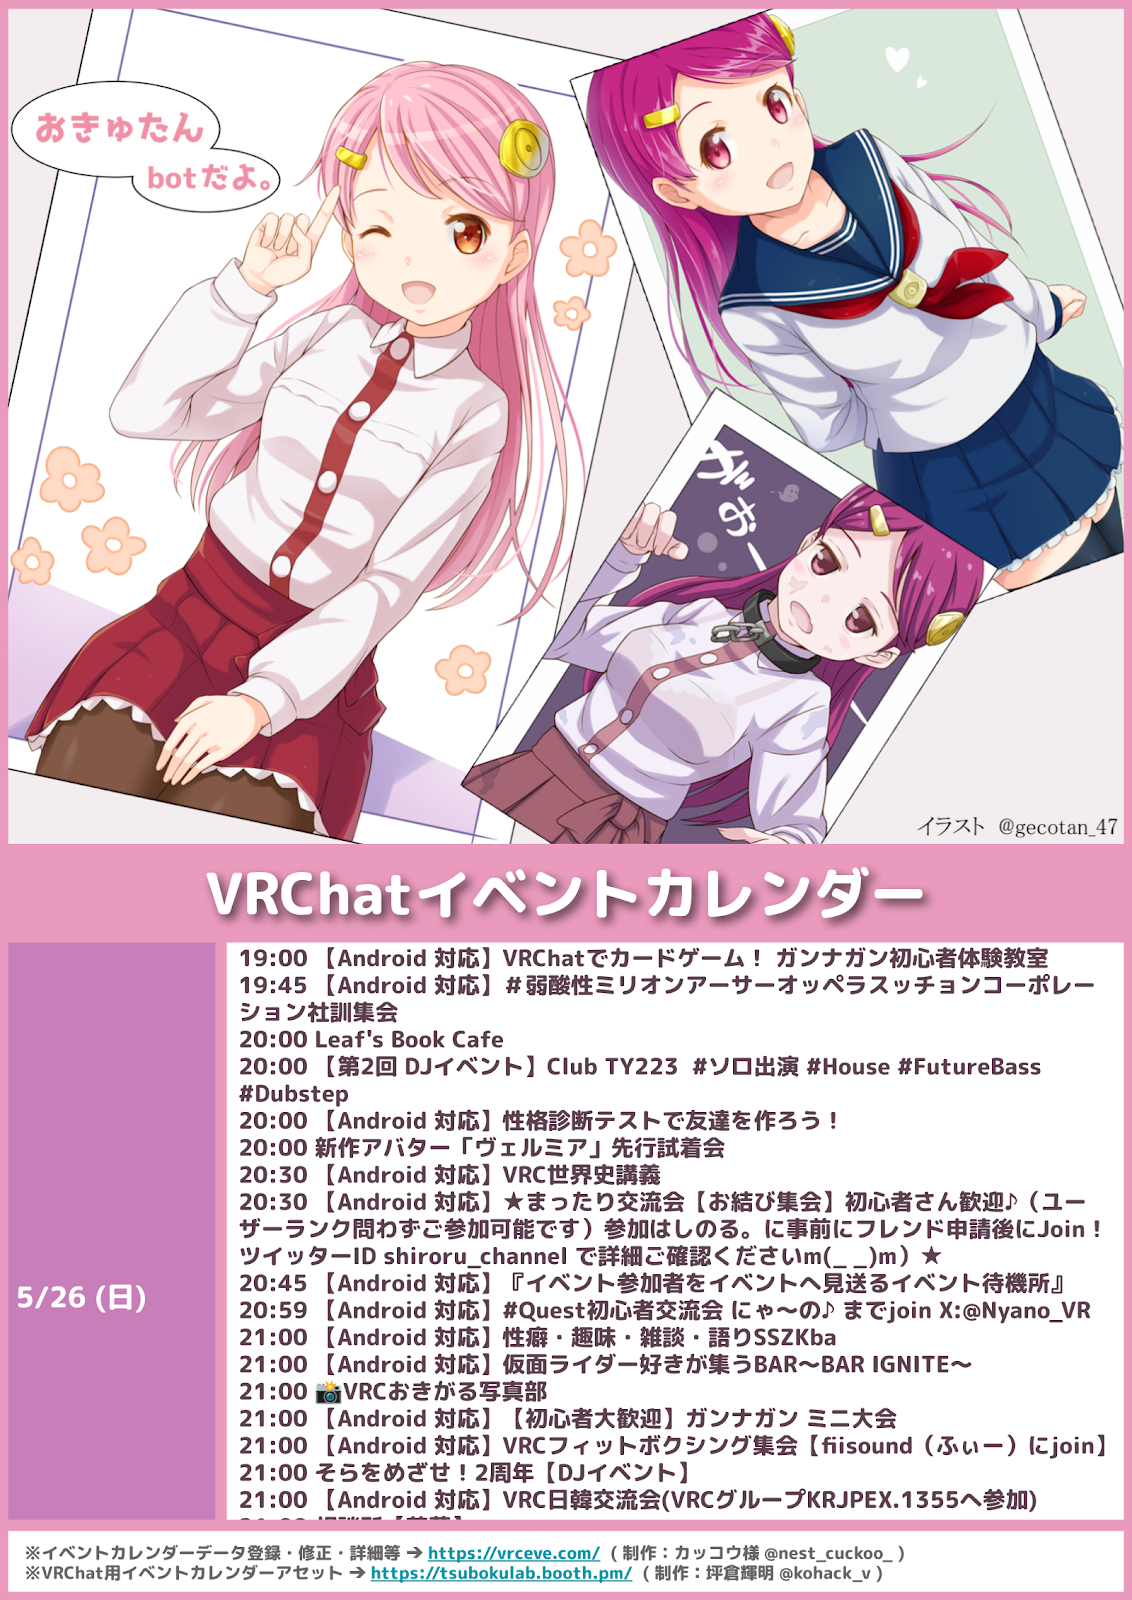 おきゅたん
botだよ。
がおー
イラスト @gecotan_47
VRChatイベントカレンダー
5/26 (日)
19:00 【Android 対応】VRChatでカードゲーム！ ガンナガン初心者体験教室
19:45 【Android 対応】＃弱酸性ミリオンアーサーオッペラスッチョンコーポレー
ション社訓集会
20:00 Leaf's Book Cafe
20:00 【第2回 DJイベント】Club TY223 #ソロ出演 #House #FutureBass
#Dubstep
20:00 【Android 対応】性格診断テストで友達を作ろう！
20:00 新作アバター「ヴェルミア」先行試着会
20:30 【Android 対応】VRC世界史講義
20:30 【Android 対応】★まったり交流会【お結び集会】初心者さん歓迎♪（ユー
ザーランク問わずご参加可能です）参加はしのる。に事前にフレンド申請後にJoin！
ツイッターID shiroru_channel で詳細ご確認くださいm(_ _)m）★
20:45 【Android 対応】『イベント参加者をイベントへ見送るイベント待機所』
20:59 【Android 対応】#Quest初心者交流会 にゃ～の♪ までjoin X:@Nyano_VR
21:00 【Android 対応】性癖・趣味・雑談・語りSSZKba
21:00 【Android 対応】仮面ライダー好きが集うBAR～BAR IGNITE～
21:00 📸VRCおきがる写真部
21:00 【Android 対応】【初心者大歓迎】ガンナガン ミニ大会
21:00 【Android 対応】VRCフィットボクシング集会【fiisound（ふぃー）にjoin】
21:00 そらをめざせ！2周年【DJイベント】
21:00 【Android 対応】VRC日韓交流会(VRCグループKRJPEX.1355へ参加)
※イベントカレンダーデータ登録・修正・詳細等 ➔ https://vrceve.com/ ( 制作：カッコウ様 @nest_cuckoo_ )
※VRChat用イベントカレンダーアセット ➔ https://tsubokulab.booth.pm/ ( 制作：坪倉輝明 @kohack_v )